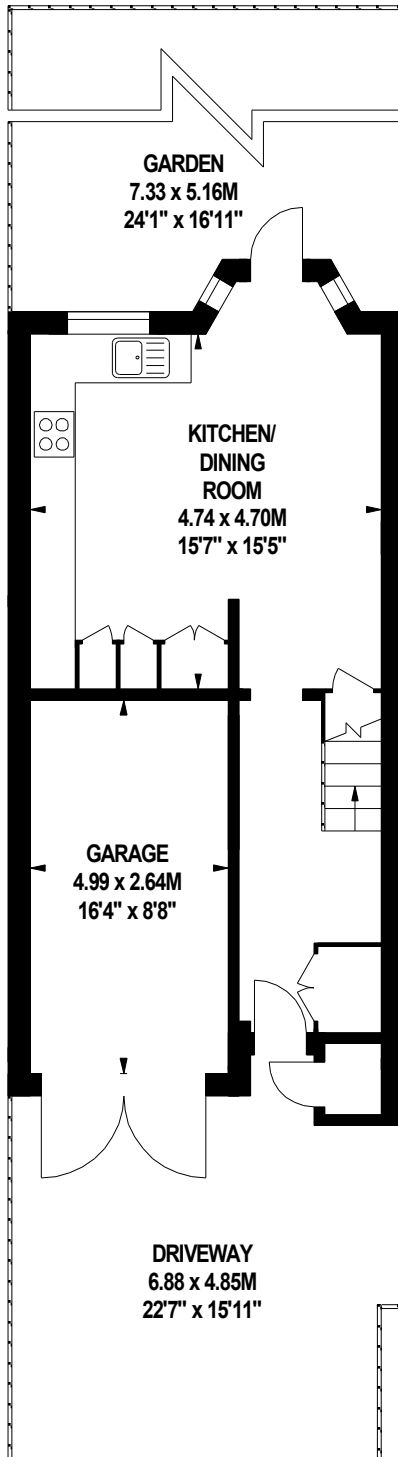 GARDEN
7.33 x 5.16M
24'1" x 16'11"
KITCHEN/
DINING
ROOM
4.74 x 4.70M
15'7" x 15'5"
GARAGE
4.99 x 2.64M
16'4" x 8'8"
DRIVEWAY
6.88 x 4.85M
22'7" x 15'11"